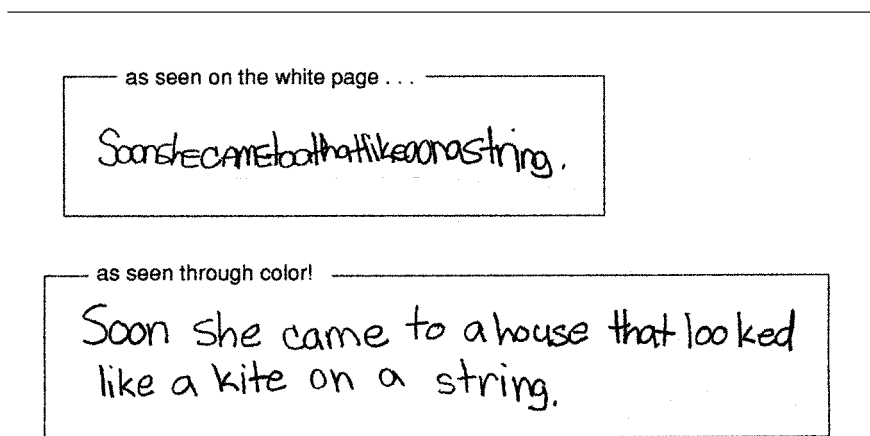 as seen on the white page . . .
Soonshecametoathatlikeaonastring.
as seen through color!
Soon she came to a house that looked
like a kite on a string.